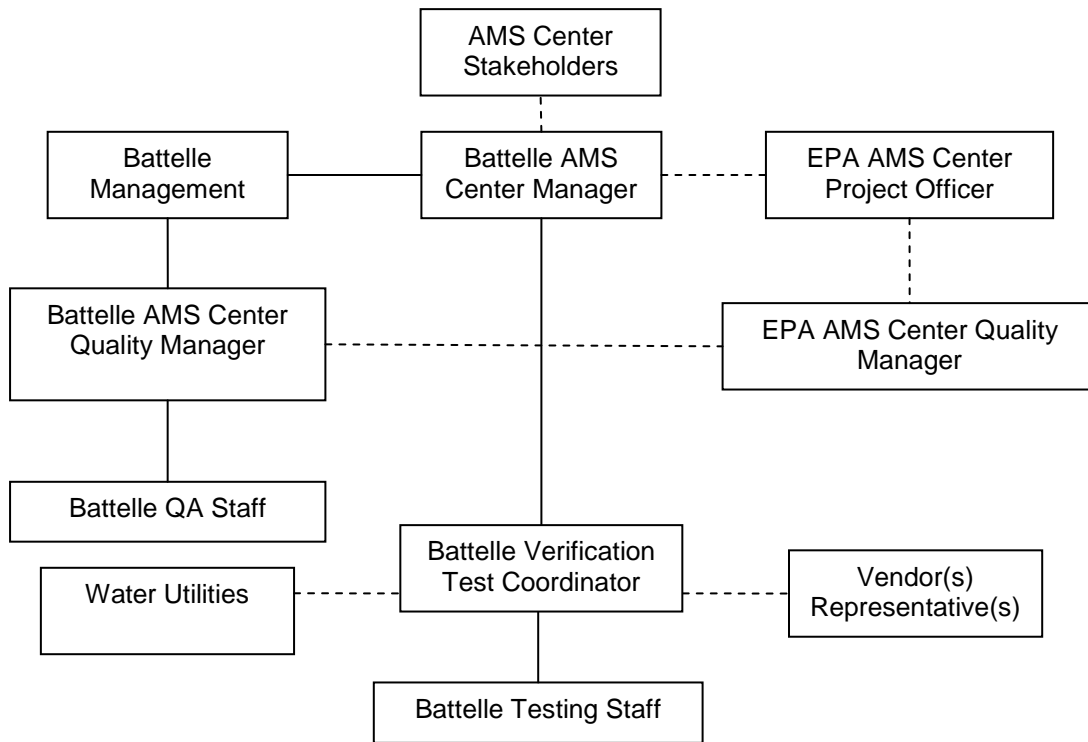 AMS Center
Stakeholders
Battelle
Management
Battelle AMS
Center Manager
EPA AMS Center
Project Officer
Battelle AMS Center
Quality Manager
EPA AMS Center Quality
Manager
Battelle QA Staff
Battelle Verification
Test Coordinator
Water Utilities
Vendor(s)
Representative(s)
Battelle Testing Staff